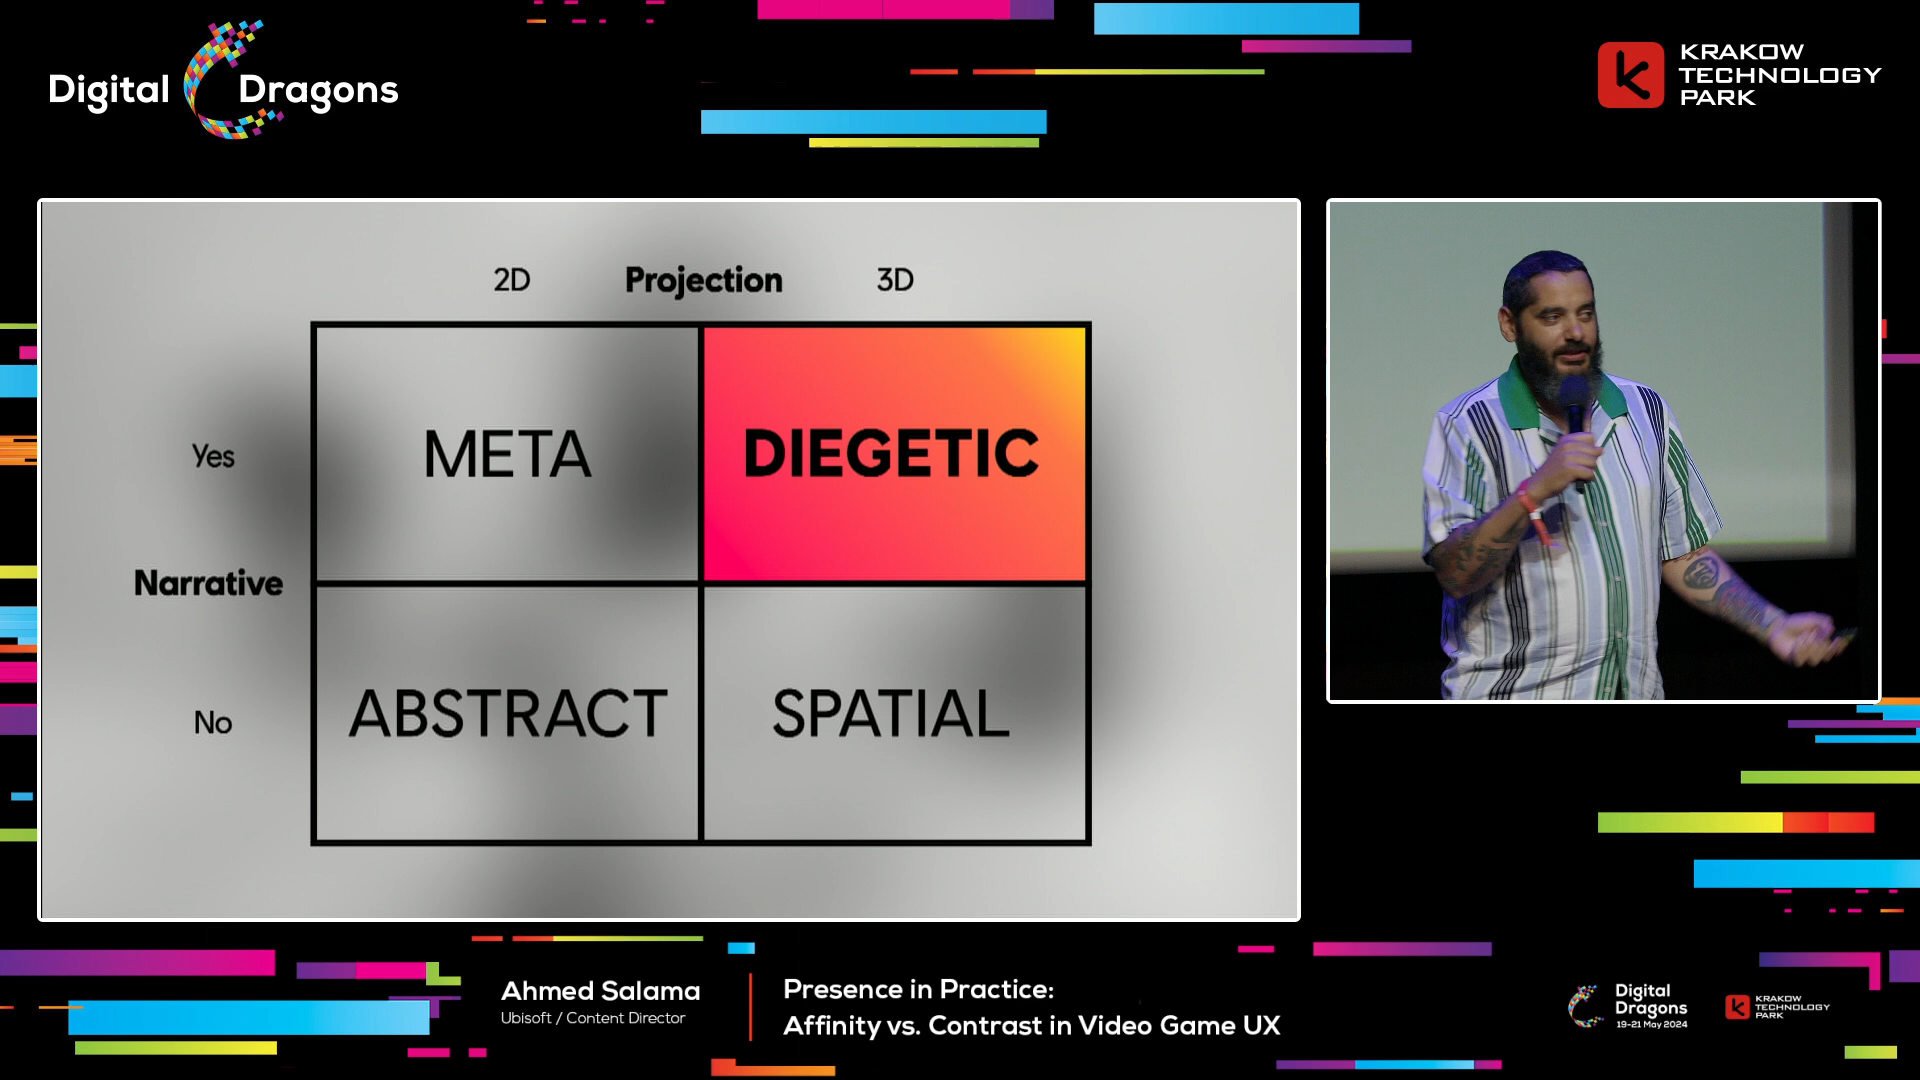 Digital Dragons
KRAKOW
TECHNOLOGY
PARK
2D Projection 3D
Yes
META
DIEGETIC
Narrative
No
ABSTRACT
SPATIAL
Ahmed Salama
Ubisoft / Content Director
Presence in Practice:
Affinity vs. Contrast in Video Game UX
Digital
Dragons
19-21 May 2024
KRAKOW
TECHNOLOGY
PARK